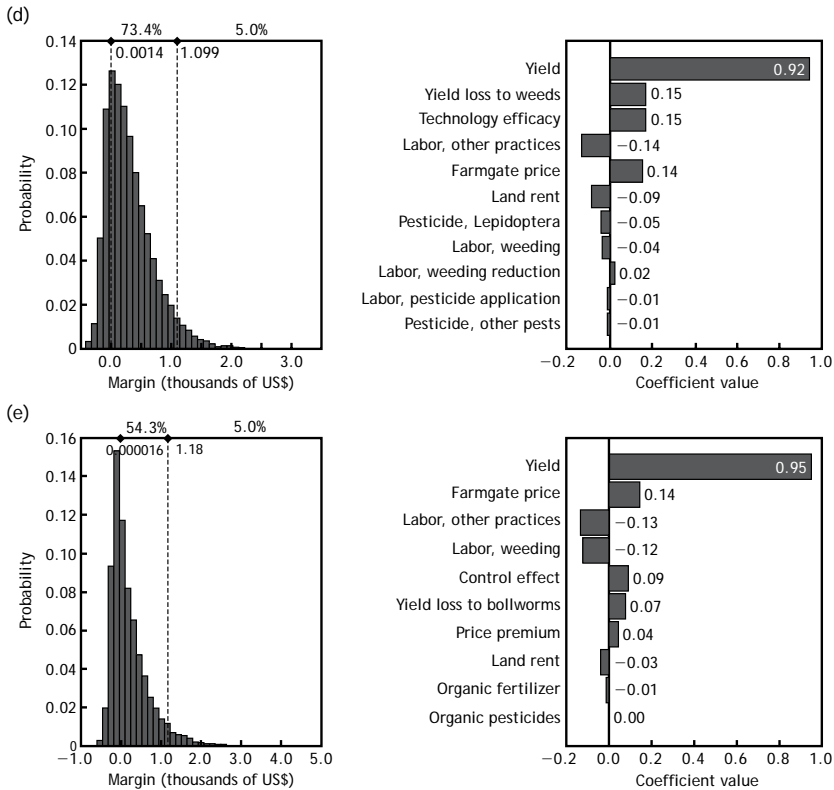 (d)
73.4% 5.0%
0.0014 1.099
0.14
0.12
0.10
0.08
0.06
0.04
0.02
0
Probability
0.0 1.0 2.0 3.0
Margin (thousands of US$)
Yield 0.92
Yield loss to weeds 0.15
Technology efficacy 0.15
Labor, other practices −0.14
Farmgate price 0.14
Land rent −0.09
Pesticide, Lepidoptera −0.05
Labor, weeding −0.04
Labor, weeding reduction 0.02
Labor, pesticide application −0.01
Pesticide, other pests −0.01
−0.2 0.0 0.2 0.4 0.6 0.8 1.0
Coefficient value
(e)
54.3% 5.0%
0.000016 1.18
0.16
0.14
0.12
0.10
0.08
0.06
0.04
0.02
0
Probability
−1.0 0.0 1.0 2.0 3.0 4.0 5.0
Margin (thousands of US$)
Yield 0.95
Farmgate price 0.14
Labor, other practices −0.13
Labor, weeding −0.12
Control effect 0.09
Yield loss to bollworms 0.07
Price premium 0.04
Land rent −0.03
Organic fertilizer −0.01
Organic pesticides 0.00
−0.2 0.0 0.2 0.4 0.6 0.8 1.0
Coefficient value